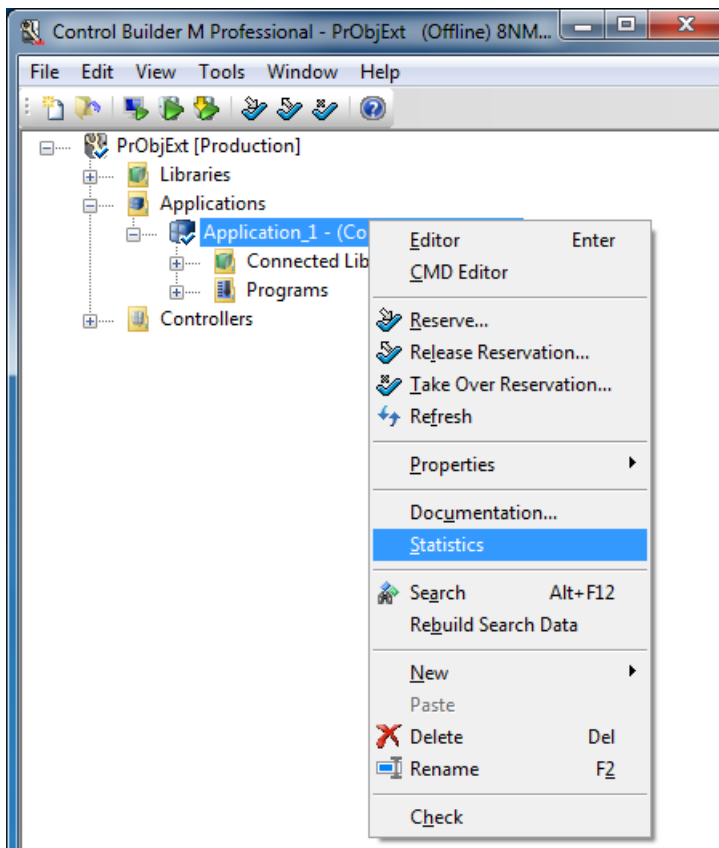 Control Builder M Professional - PrObjExt (Offline) 8NM...
File Edit View Tools Window Help
PrObjExt [Production]
Libraries
Applications
Application_1 - (Co
Connected Lib
Programs
Controllers
Editor Enter
CMD Editor
Reserve...
Release Reservation...
Take Over Reservation...
Refresh
Properties
Documentation...
Statistics
Search Alt+F12
Rebuild Search Data
New
Paste
Delete Del
Rename F2
Check